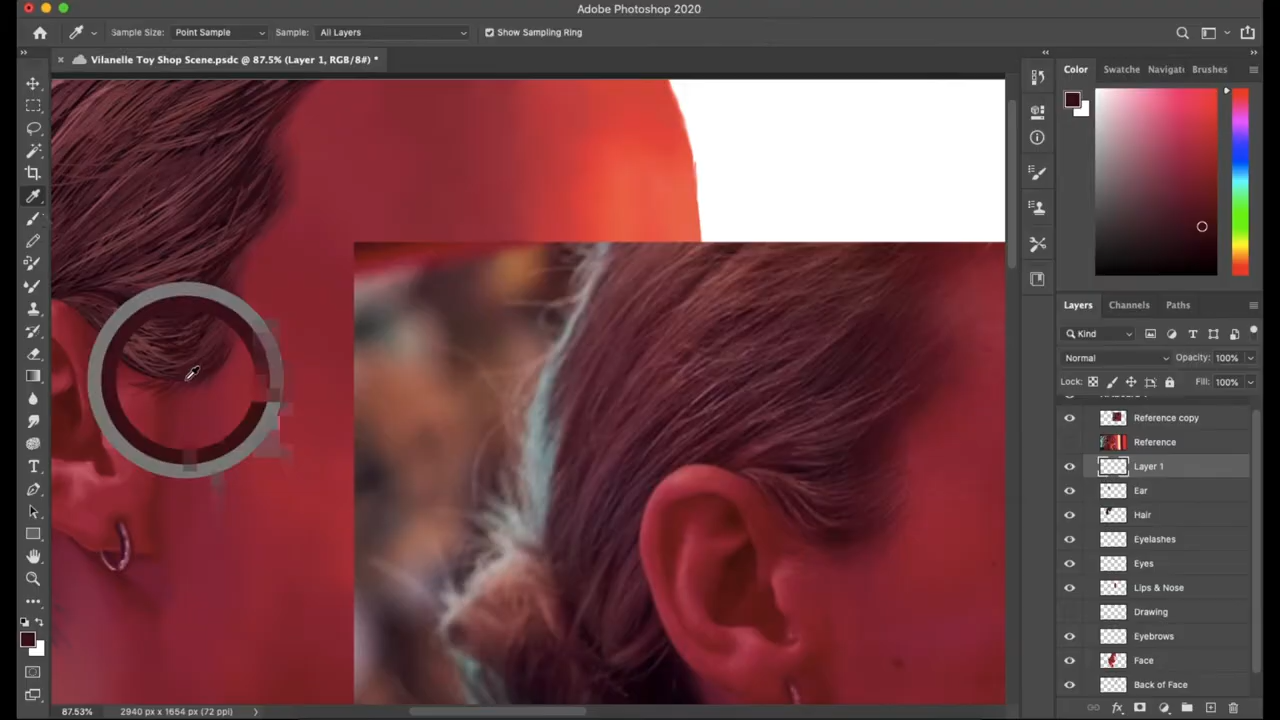 Adobe Photoshop 2020
Sample Size: Point Sample Sample: All Layers Show Sampling Ring
Vilanelle Toy Shop Scene.psdc @ 87.5% (Layer 1, RGB/8#) *
Color Swatche Navigat Brushes
Layers Channels Paths
Kind
Normal Opacity: 100%
Lock: Fill: 100%
Reference copy
Reference
Layer 1
Ear
Hair
Eyelashes
Eyes
Lips & Nose
Drawing
Eyebrows
Face
Back of Face
87.53% 2940 px x 1654 px (72 ppi)